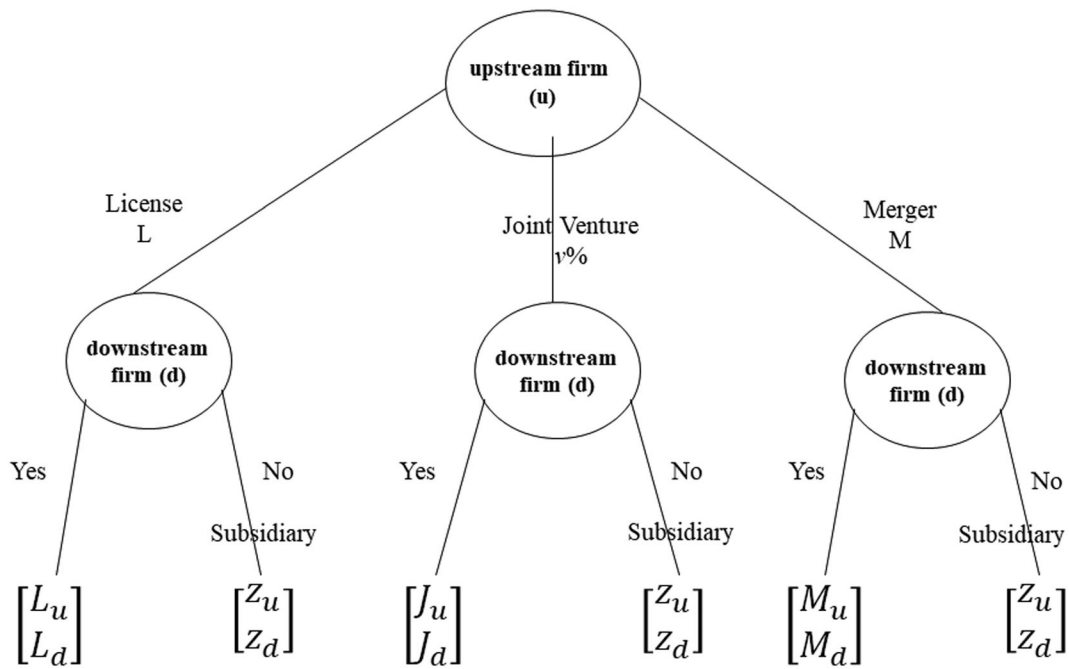 upstream firm
(u)
License
L
Joint Venture
v%
Merger
M
downstream
firm (d)
downstream
firm (d)
downstream
firm (d)
Yes
No
Subsidiary
Yes
No
Subsidiary
Yes
No
Subsidiary
[L_u
L_d]
[z_u
z_d]
[J_u
J_d]
[z_u
z_d]
[M_u
M_d]
[z_u
z_d]